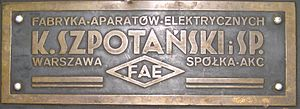 FABRYKA-APARATÓW-ELEKTRYCZNYCH
K.SZPOTAŃSKI i SP.
WARSZAWA SPÓŁKA-AKC
FAE